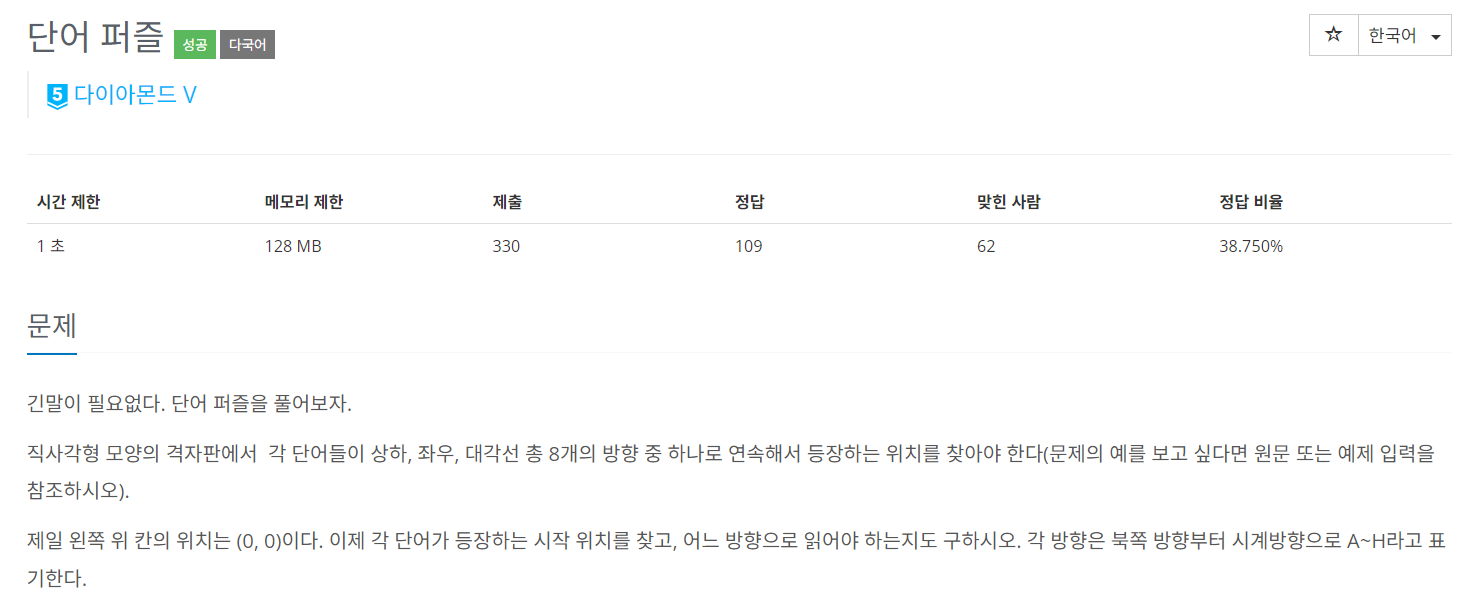 단어 퍼즐 성공 다국어
☆ 한국어
5 다이아몬드 V
시간 제한 메모리 제한 제출 정답 맞힌 사람 정답 비율
1 초 128 MB 330 109 62 38.750%
문제
긴말이 필요없다. 단어 퍼즐을 풀어보자.
직사각형 모양의 격자판에서 각 단어들이 상하, 좌우, 대각선 총 8개의 방향 중 하나로 연속해서 등장하는 위치를 찾아야 한다(문제의 예를 보고 싶다면 원문 또는 예제 입력을
참조하시오).
제일 왼쪽 위 칸의 위치는 (0, 0)이다. 이제 각 단어가 등장하는 시작 위치를 찾고, 어느 방향으로 읽어야 하는지도 구하시오. 각 방향은 북쪽 방향부터 시계방향으로 A~H라고 표
기한다.